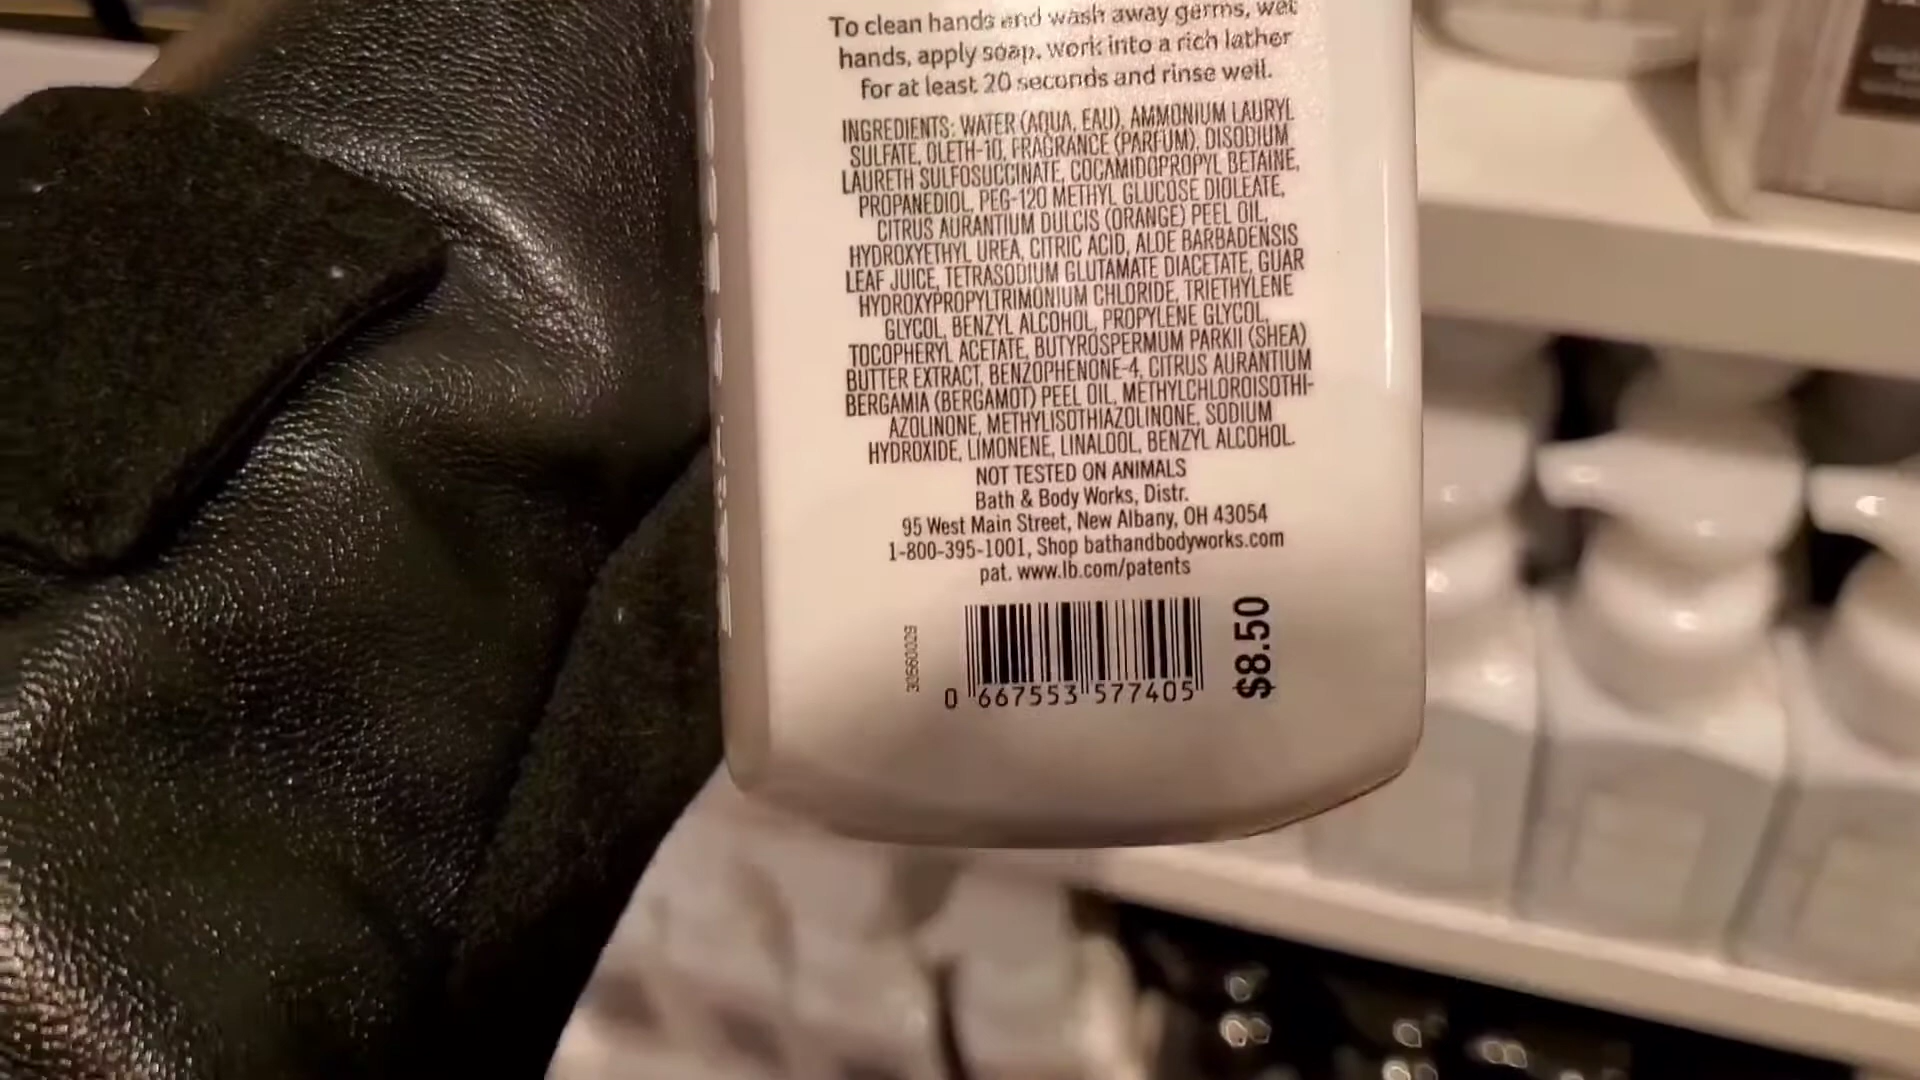 To clean hands and wash away germs, wet
hands, apply soap, work into a rich lather
for at least 20 seconds and rinse well.
INGREDIENTS: WATER (AQUA, EAU), AMMONIUM LAURYL
SULFATE, OLETH-10, FRAGRANCE (PARFUM), DISODIUM
LAURETH SULFOSUCCINATE, COCAMIDOPROPYL BETAINE,
PROPANEDIOL, PEG-120 METHYL GLUCOSE DIOLEATE,
CITRUS AURANTIUM DULCIS (ORANGE) PEEL OIL,
HYDROXYETHYL UREA, CITRIC ACID, ALOE BARBADENSIS
LEAF JUICE, TETRASODIUM GLUTAMATE DIACETATE, GUAR
HYDROXYPROPYLTRIMONIUM CHLORIDE, TRIETHYLENE
GLYCOL, BENZYL ALCOHOL, PROPYLENE GLYCOL,
TOCOPHERYL ACETATE, BUTYROSPERMUM PARKII (SHEA)
BUTTER EXTRACT, BENZOPHENONE-4, CITRUS AURANTIUM
BERGAMIA (BERGAMOT) PEEL OIL, METHYLCHLOROISOTHI-
AZOLINONE, METHYLISOTHIAZOLINONE, SODIUM
HYDROXIDE, LIMONENE, LINALOOL, BENZYL ALCOHOL.
NOT TESTED ON ANIMALS
Bath & Body Works, Distr.
95 West Main Street, New Albany, OH 43054
1-800-395-1001, Shop bathandbodyworks.com
pat. www.lb.com/patents
$8.50
0 667553 577405